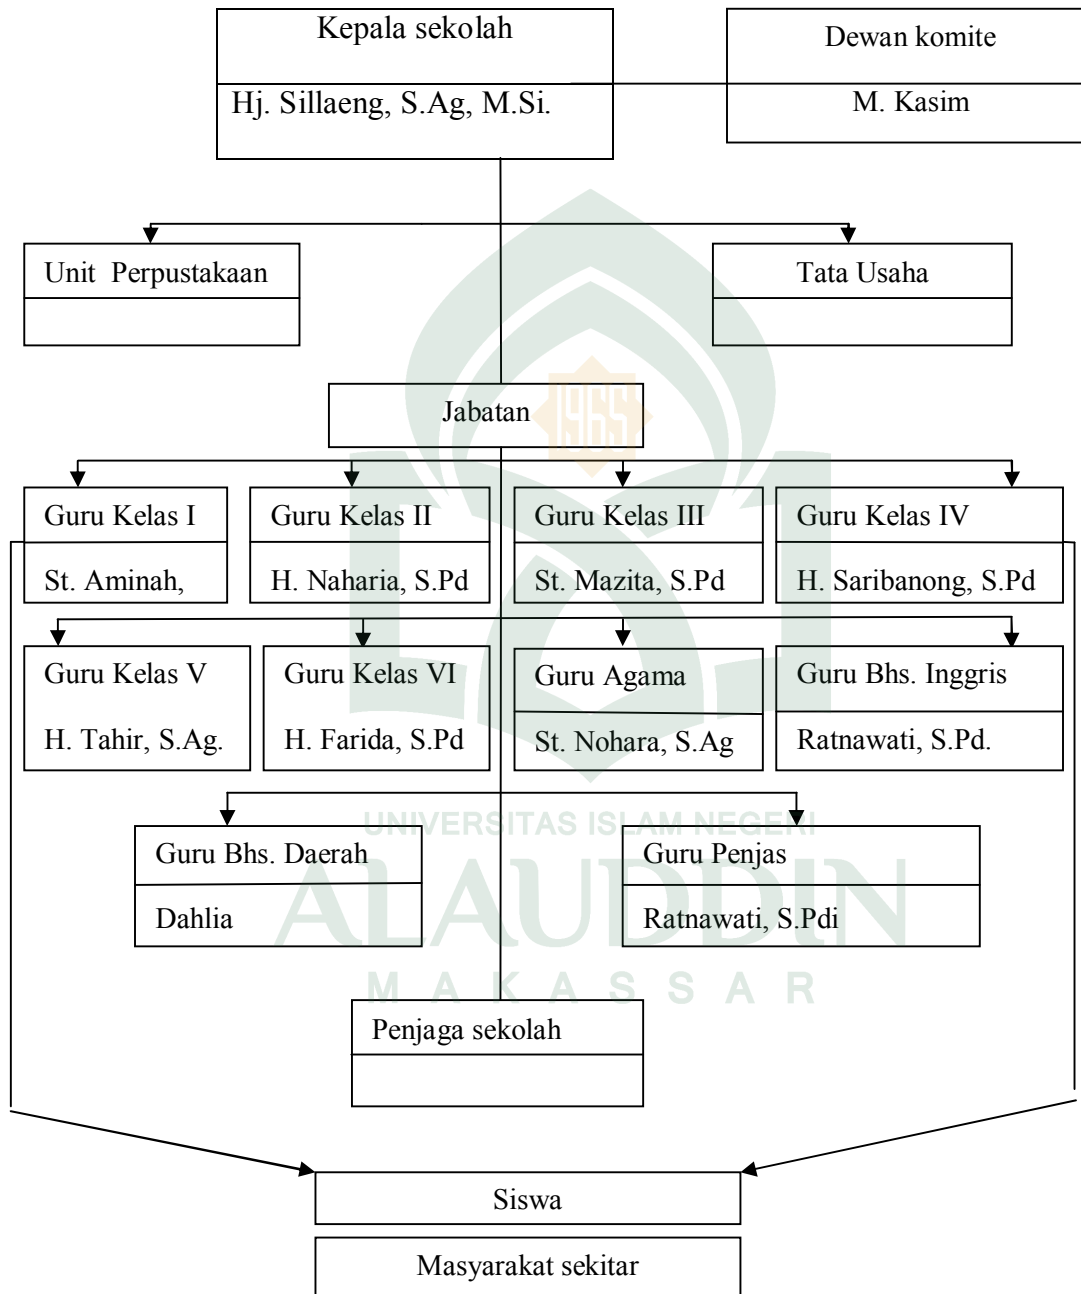 Kepala sekolah
Dewan komite
Hj. Sillaeng, S.Ag, M.Si.
M. Kasim
Unit Perpustakaan
Tata Usaha
Jabatan
1965
Guru Kelas I
Guru Kelas II
Guru Kelas III
Guru Kelas IV
St. Aminah,
H. Naharia, S.Pd
St. Mazita, S.Pd
H. Saribanong, S.Pd
Guru Kelas V
Guru Kelas VI
Guru Agama
Guru Bhs. Inggris
H. Tahir, S.Ag.
H. Farida, S.Pd
St. Nohara, S.Ag
Ratnawati, S.Pd.
UNIVERSITAS ISLAM NEGERI
Guru Bhs. Daerah
Guru Penjas
ALAUDDIN
Dahlia
Ratnawati, S.Pdi
MAKASSAR
Penjaga sekolah
Siswa
Masyarakat sekitar